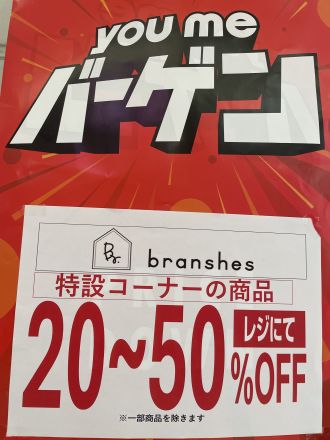 you me
バーゲン
Br.
branshes
特設コーナーの商品
20~50
レジにて
%OFF
※一部商品を除きます